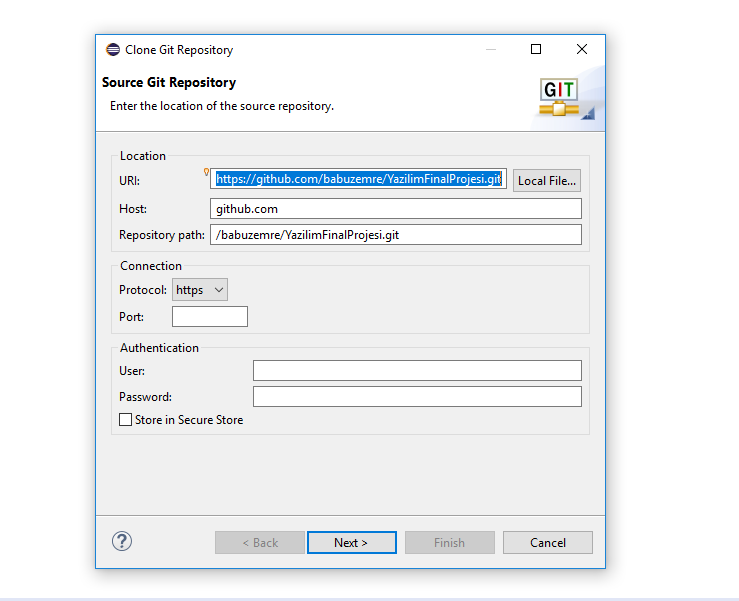 Clone Git Repository
Source Git Repository
Enter the location of the source repository.
GIT
Location
URI: https://github.com/babuzemre/YazilimFinalProjesi.git Local File...
Host: github.com
Repository path: /babuzemre/YazilimFinalProjesi.git
Connection
Protocol: https
Port:
Authentication
User:
Password:
Store in Secure Store
? < Back Next > Finish Cancel